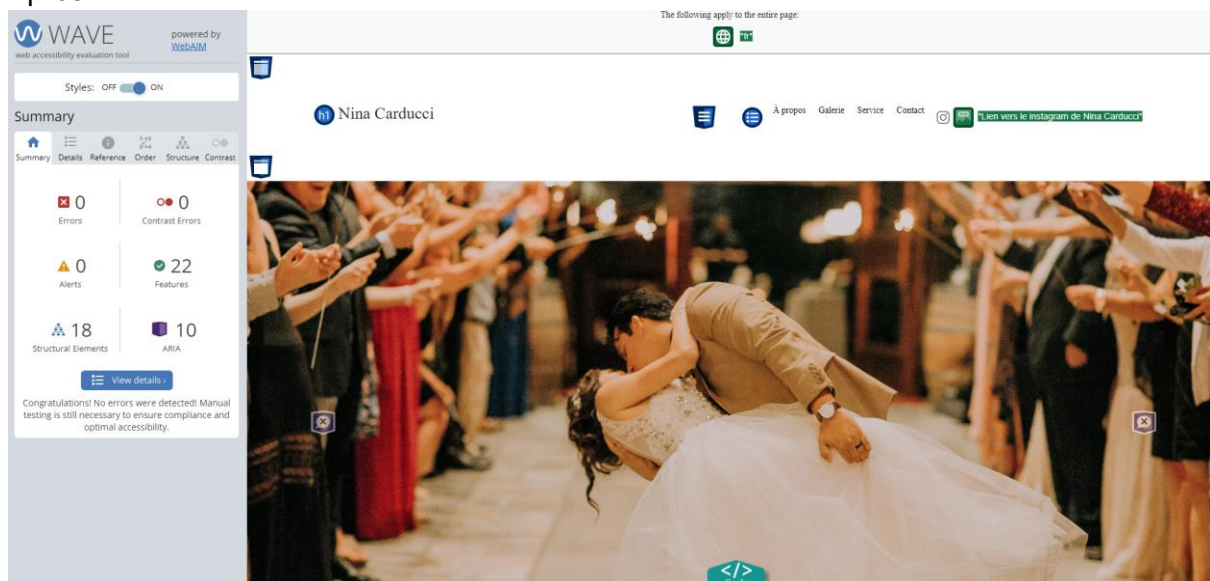 WAVE
web accessibility evaluation tool
powered by
WebAIM
Styles: OFF ON
Summary
Summary Details Reference Order Structure Contrast
0
Errors
0
Contrast Errors
0
Alerts
22
Features
18
Structural Elements
10
ARIA
View details ›
Congratulations! No errors were detected! Manual
testing is still necessary to ensure compliance and
optimal accessibility.
The following apply to the entire page:
"fr"
h1 Nina Carducci
À propos Galerie Service Contact
"Lien vers le instagram de Nina Carducci"
</>